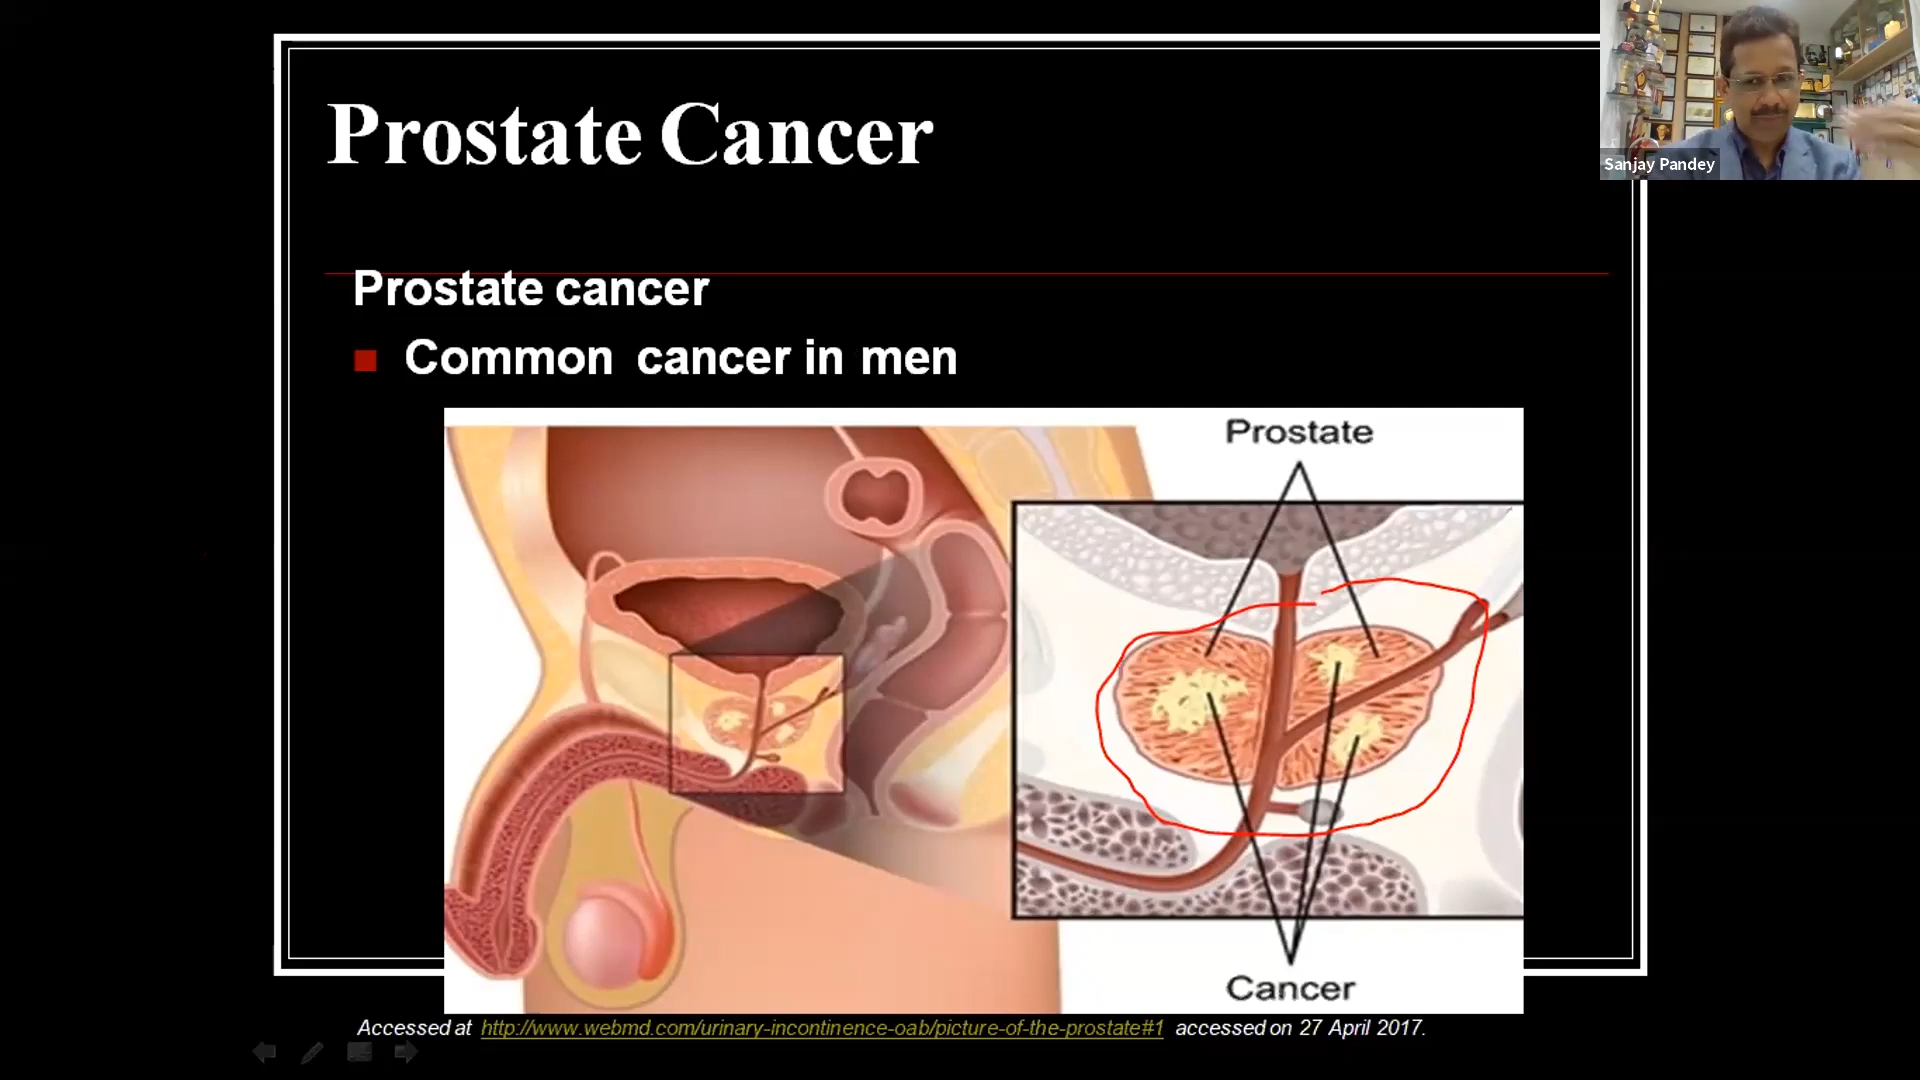 Prostate Cancer
Sanjay Pandey
Prostate cancer
Common cancer in men
Prostate
Cancer
Accessed at http://www.webmd.com/urinary-incontinence-oab/picture-of-the-prostate#1 accessed on 27 April 2017.